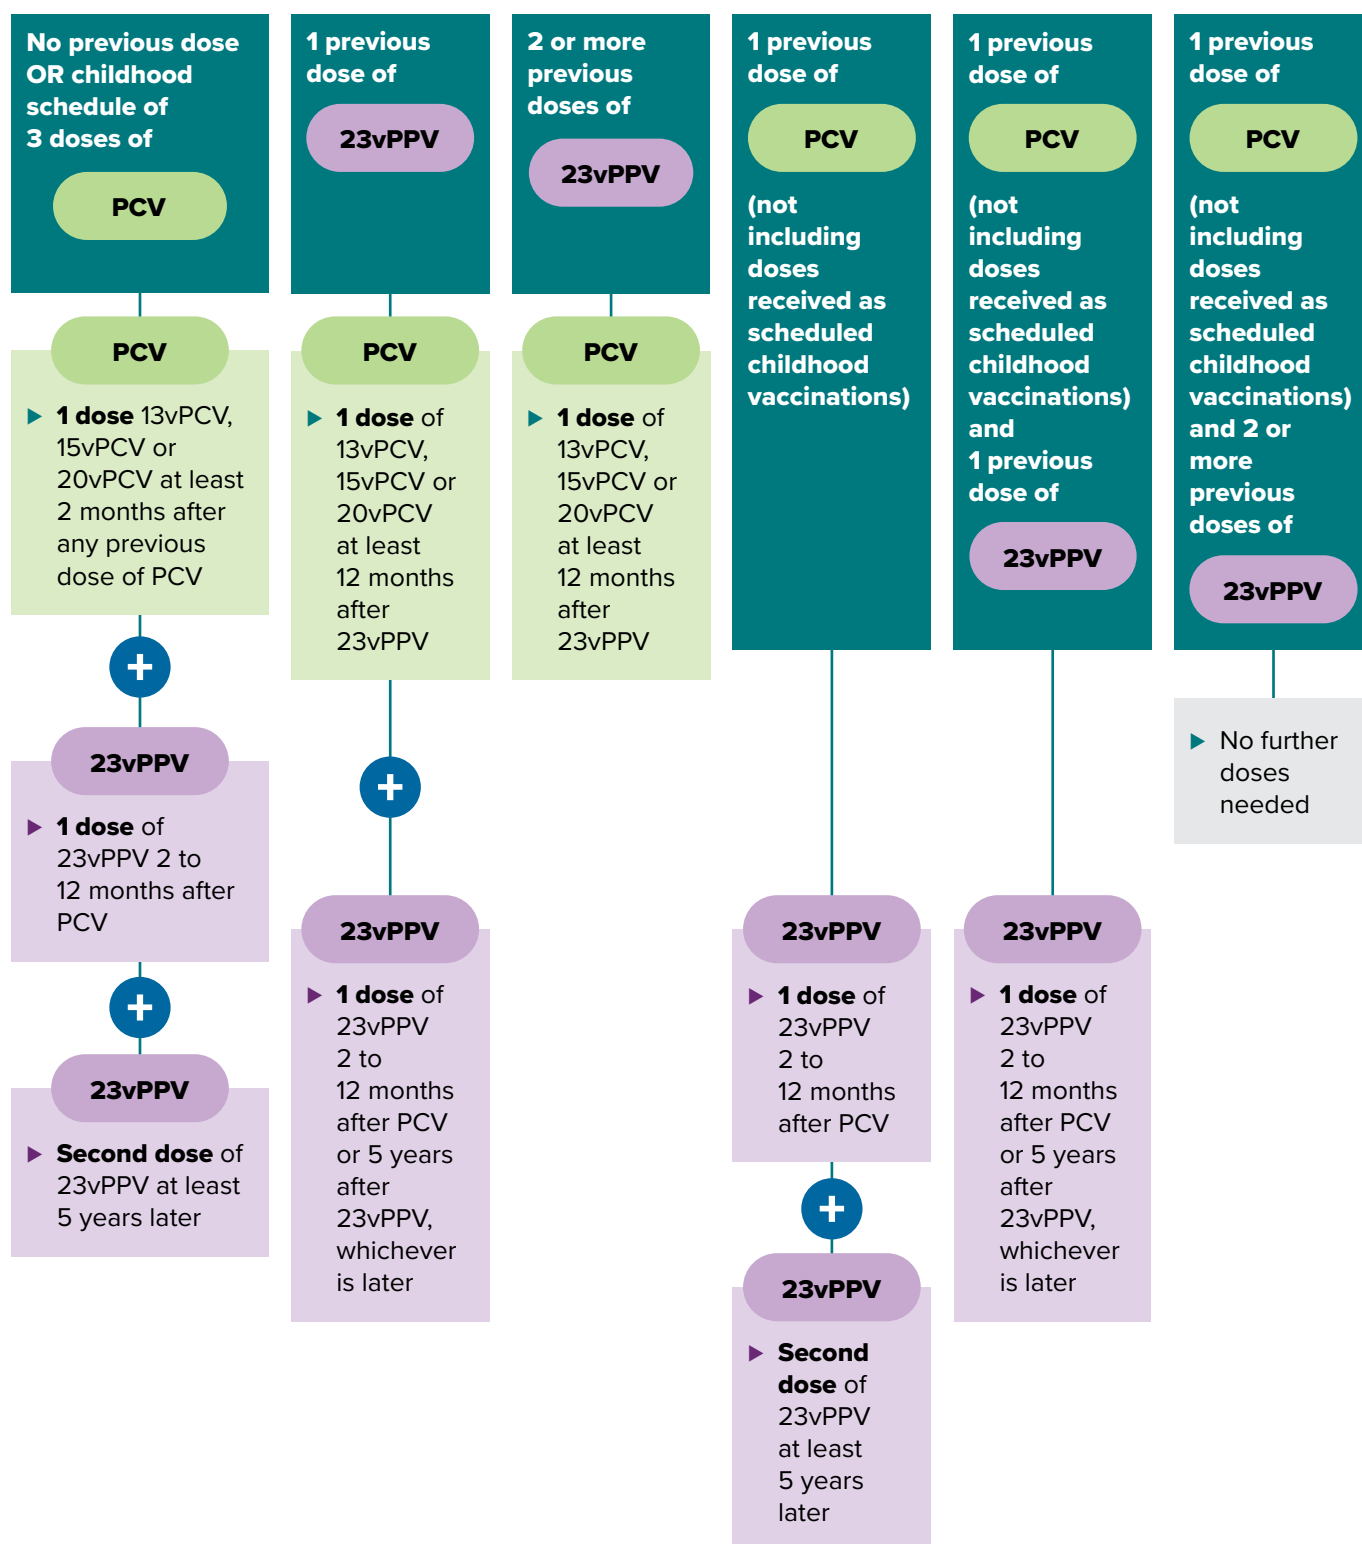 No previous dose
OR childhood
schedule of
3 doses of
PCV
PCV
1 dose 13vPCV,
15vPCV or
20vPCV at least
2 months after
any previous
dose of PCV
+
23vPPV
1 dose of
23vPPV 2 to
12 months after
PCV
+
23vPPV
Second dose of
23vPPV at least
5 years later
1 previous
dose of
23vPPV
PCV
1 dose of
13vPCV,
15vPCV or
20vPCV
at least
12 months
after
23vPPV
+
23vPPV
1 dose of
23vPPV
2 to
12 months
after PCV
or 5 years
after
23vPPV,
whichever
is later
2 or more
previous
doses of
23vPPV
PCV
1 dose of
13vPCV,
15vPCV or
20vPCV
at least
12 months
after
23vPPV
1 previous
dose of
PCV
(not
including
doses
received as
scheduled
childhood
vaccinations)
23vPPV
1 dose of
23vPPV
2 to
12 months
after PCV
+
23vPPV
Second
dose of
23vPPV
at least
5 years
later
1 previous
dose of
PCV
(not
including
doses
received as
scheduled
childhood
vaccinations)
and
1 previous
dose of
23vPPV
23vPPV
1 dose of
23vPPV
2 to
12 months
after PCV
or 5 years
after
23vPPV,
whichever
is later
1 previous
dose of
PCV
(not
including
doses
received as
scheduled
childhood
vaccinations)
and 2 or
more
previous
doses of
23vPPV
No further
doses
needed